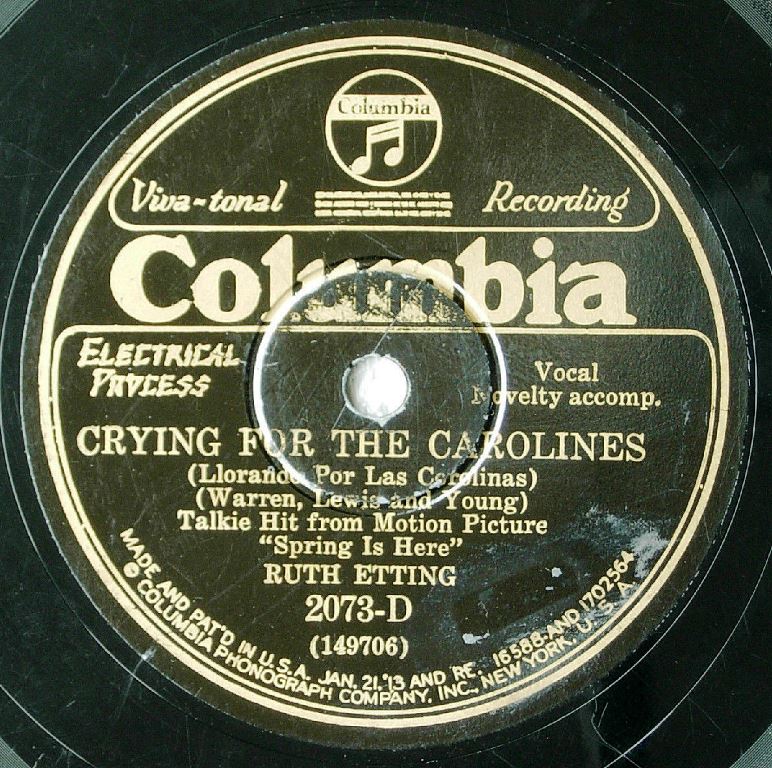 Columbia
Viva-tonal Recording
Columbia
ELECTRICAL
PROCESS
Vocal
Novelty accomp.
CRYING FOR THE CAROLINES
(Llorando Por Las Carolinas)
(Warren, Lewis and Young)
Talkie Hit from Motion Picture
"Spring Is Here"
RUTH ETTING
2073-D
(149706)
MADE AND PAT'D IN U.S.A. JAN. 21,'13 AND RE. 16588 AND 1702564
COLUMBIA PHONOGRAPH COMPANY, INC., NEW YORK, U. S. A.